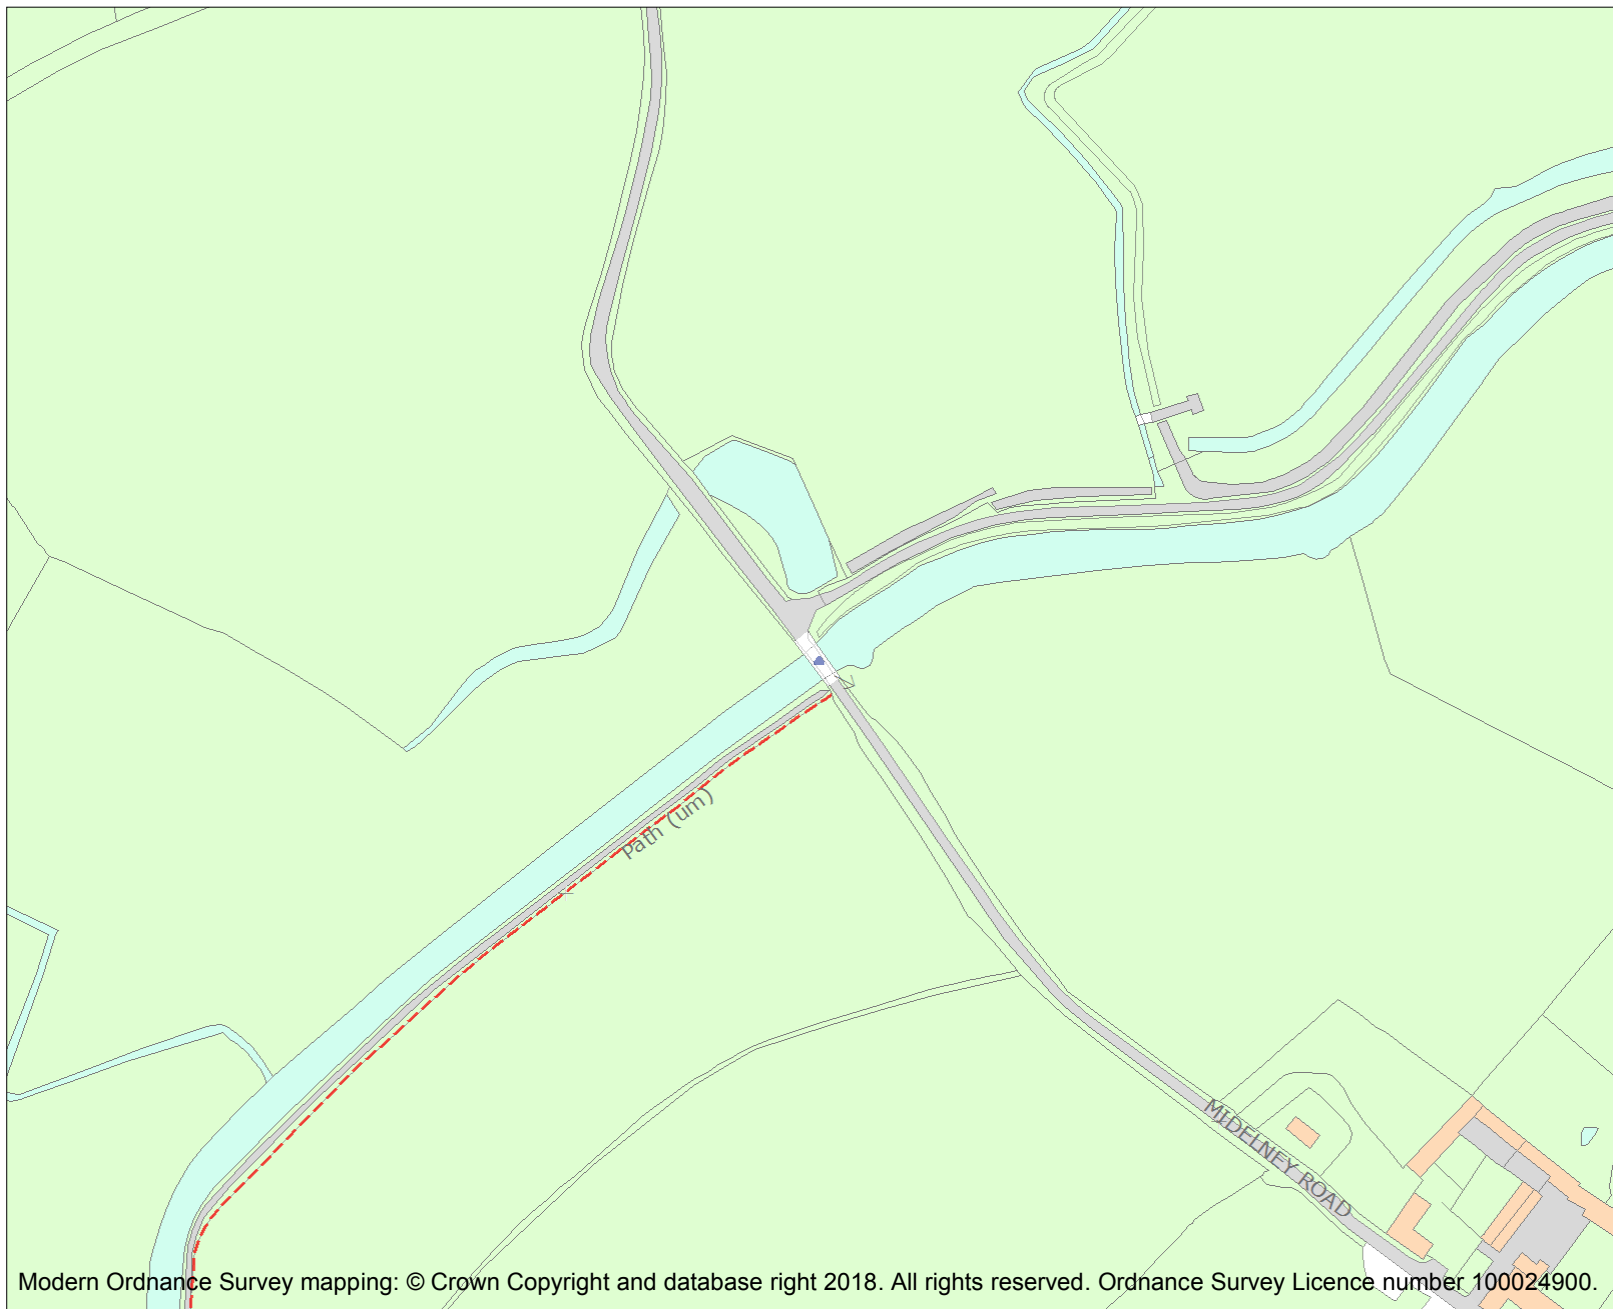 Path (um)
MIDELNEY ROAD
Modern Ordnance Survey mapping: © Crown Copyright and database right 2018. All rights reserved. Ordnance Survey Licence number 100024900.